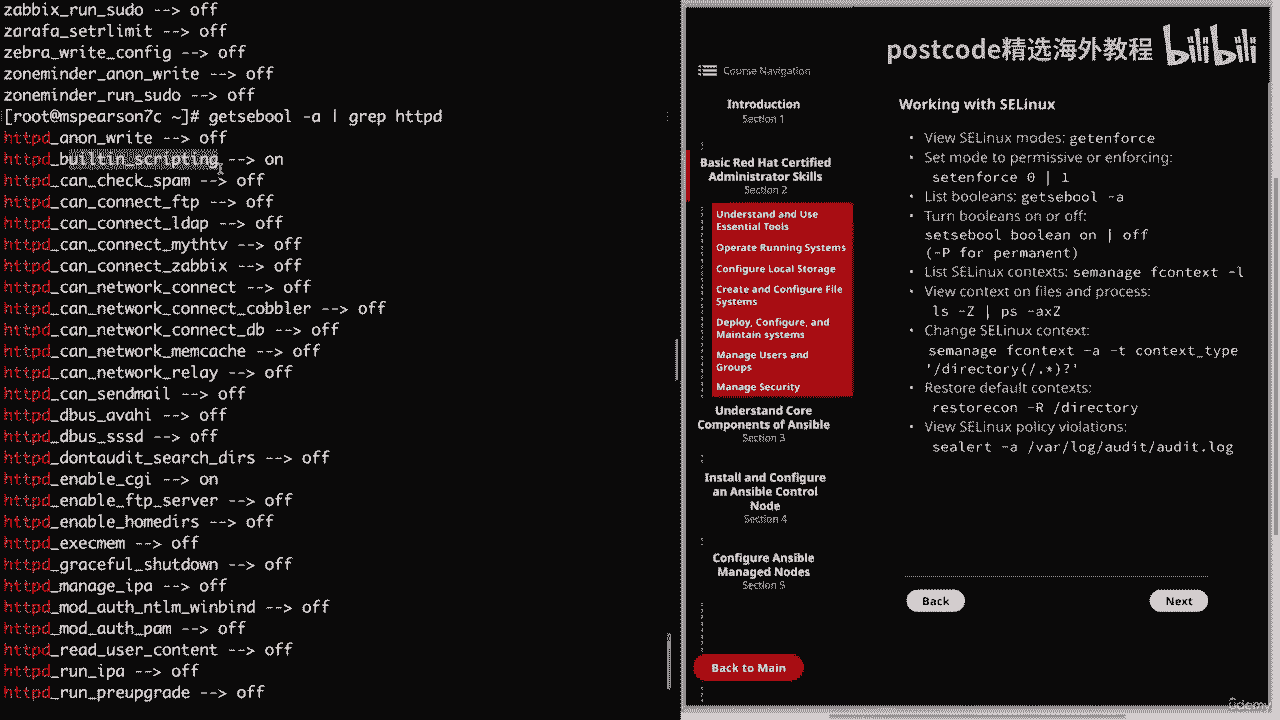 zabbix_run_sudo --> off
zarafa_setrlimit --> off
zebra_write_config --> off
zoneminder_anon_write --> off
zoneminder_run_sudo --> off
[root@mspearson7c ~]# getsebool -a | grep httpd
httpd_anon_write --> off
httpd_builtin_scripting --> on
httpd_can_check_spam --> off
httpd_can_connect_ftp --> off
httpd_can_connect_ldap --> off
httpd_can_connect_mythtv --> off
httpd_can_connect_zabbix --> off
httpd_can_network_connect --> off
httpd_can_network_connect_cobbler --> off
httpd_can_network_connect_db --> off
httpd_can_network_memcache --> off
httpd_can_network_relay --> off
httpd_can_sendmail --> off
httpd_dbus_avahi --> off
httpd_dbus_sssd --> off
httpd_dontaudit_search_dirs --> off
httpd_enable_cgi --> on
httpd_enable_ftp_server --> off
httpd_enable_homedirs --> off
httpd_execmem --> off
httpd_graceful_shutdown --> off
httpd_manage_ipa --> off
httpd_mod_auth_ntlm_winbind --> off
httpd_mod_auth_pam --> off
httpd_read_user_content --> off
httpd_run_ipa --> off
httpd_run_preupgrade --> off
postcode精选海外教程 bilibili
Course Navigation
Introduction
Section 1
Basic Red Hat Certified
Administrator Skills
Section 2
Understand and Use
Essential Tools
Operate Running Systems
Configure Local Storage
Create and Configure File
Systems
Deploy, Configure, and
Maintain systems
Manage Users and
Groups
Manage Security
Understand Core
Components of Ansible
Section 3
Install and Configure
an Ansible Control
Node
Section 4
Configure Ansible
Managed Nodes
Section 5
Back to Main
Working with SELinux
• View SELinux modes: getenforce
• Set mode to permissive or enforcing:
setenforce 0 | 1
• List booleans: getsebool -a
• Turn booleans on or off:
setsebool boolean on | off
(-P for permanent)
• List SELinux contexts: semanage fcontext -l
• View context on files and process:
ls -Z | ps -axZ
• Change SELinux context:
semanage fcontext -a -t context_type
'/directory(/.*)?'
• Restore default contexts:
restorecon -R /directory
• View SELinux policy violations:
sealert -a /var/log/audit/audit.log
Back
Next
ûdemy